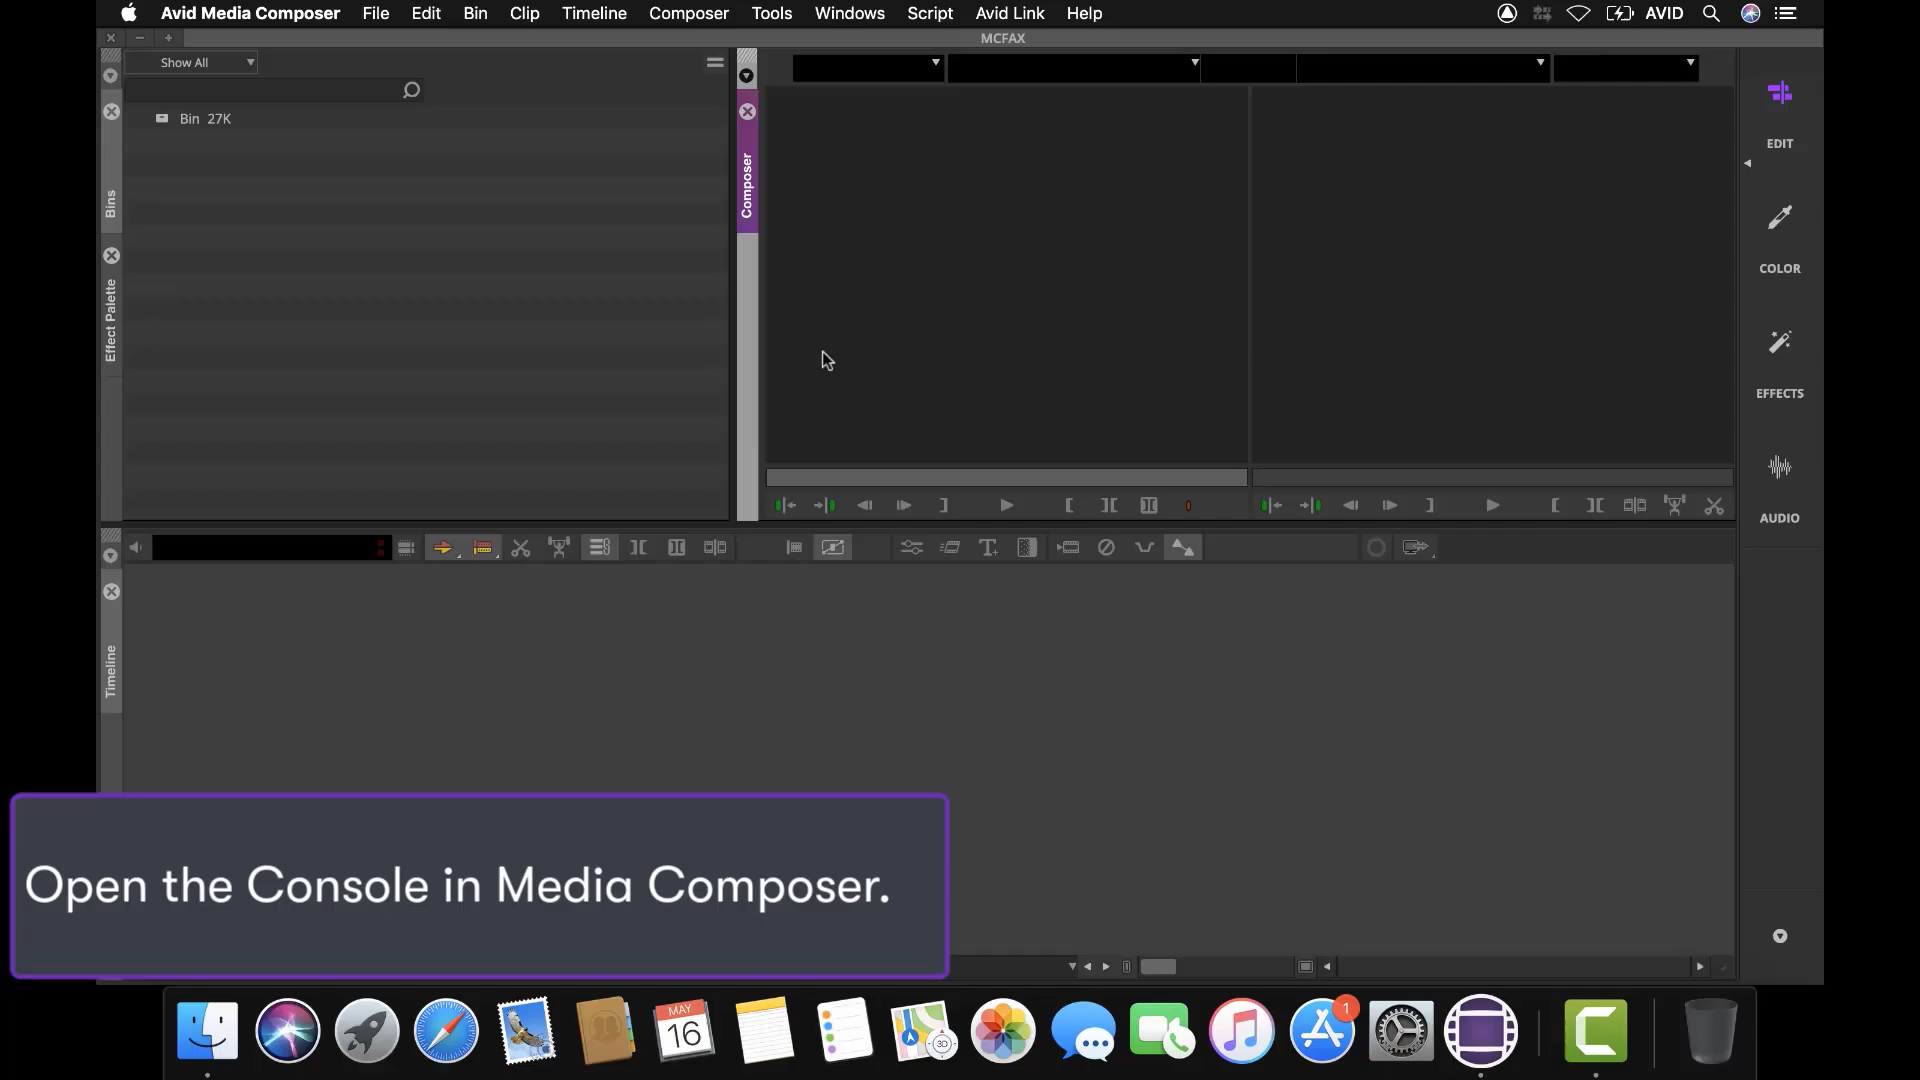 Avid Media Composer File Edit Bin Clip Timeline Composer Tools Windows Script Avid Link Help AVID
MCFAX
Show All
Bin 27K
Bins
Effect Palette
Composer
EDIT
COLOR
EFFECTS
AUDIO
Timeline
Open the Console in Media Composer.
MAY
16
3D
1